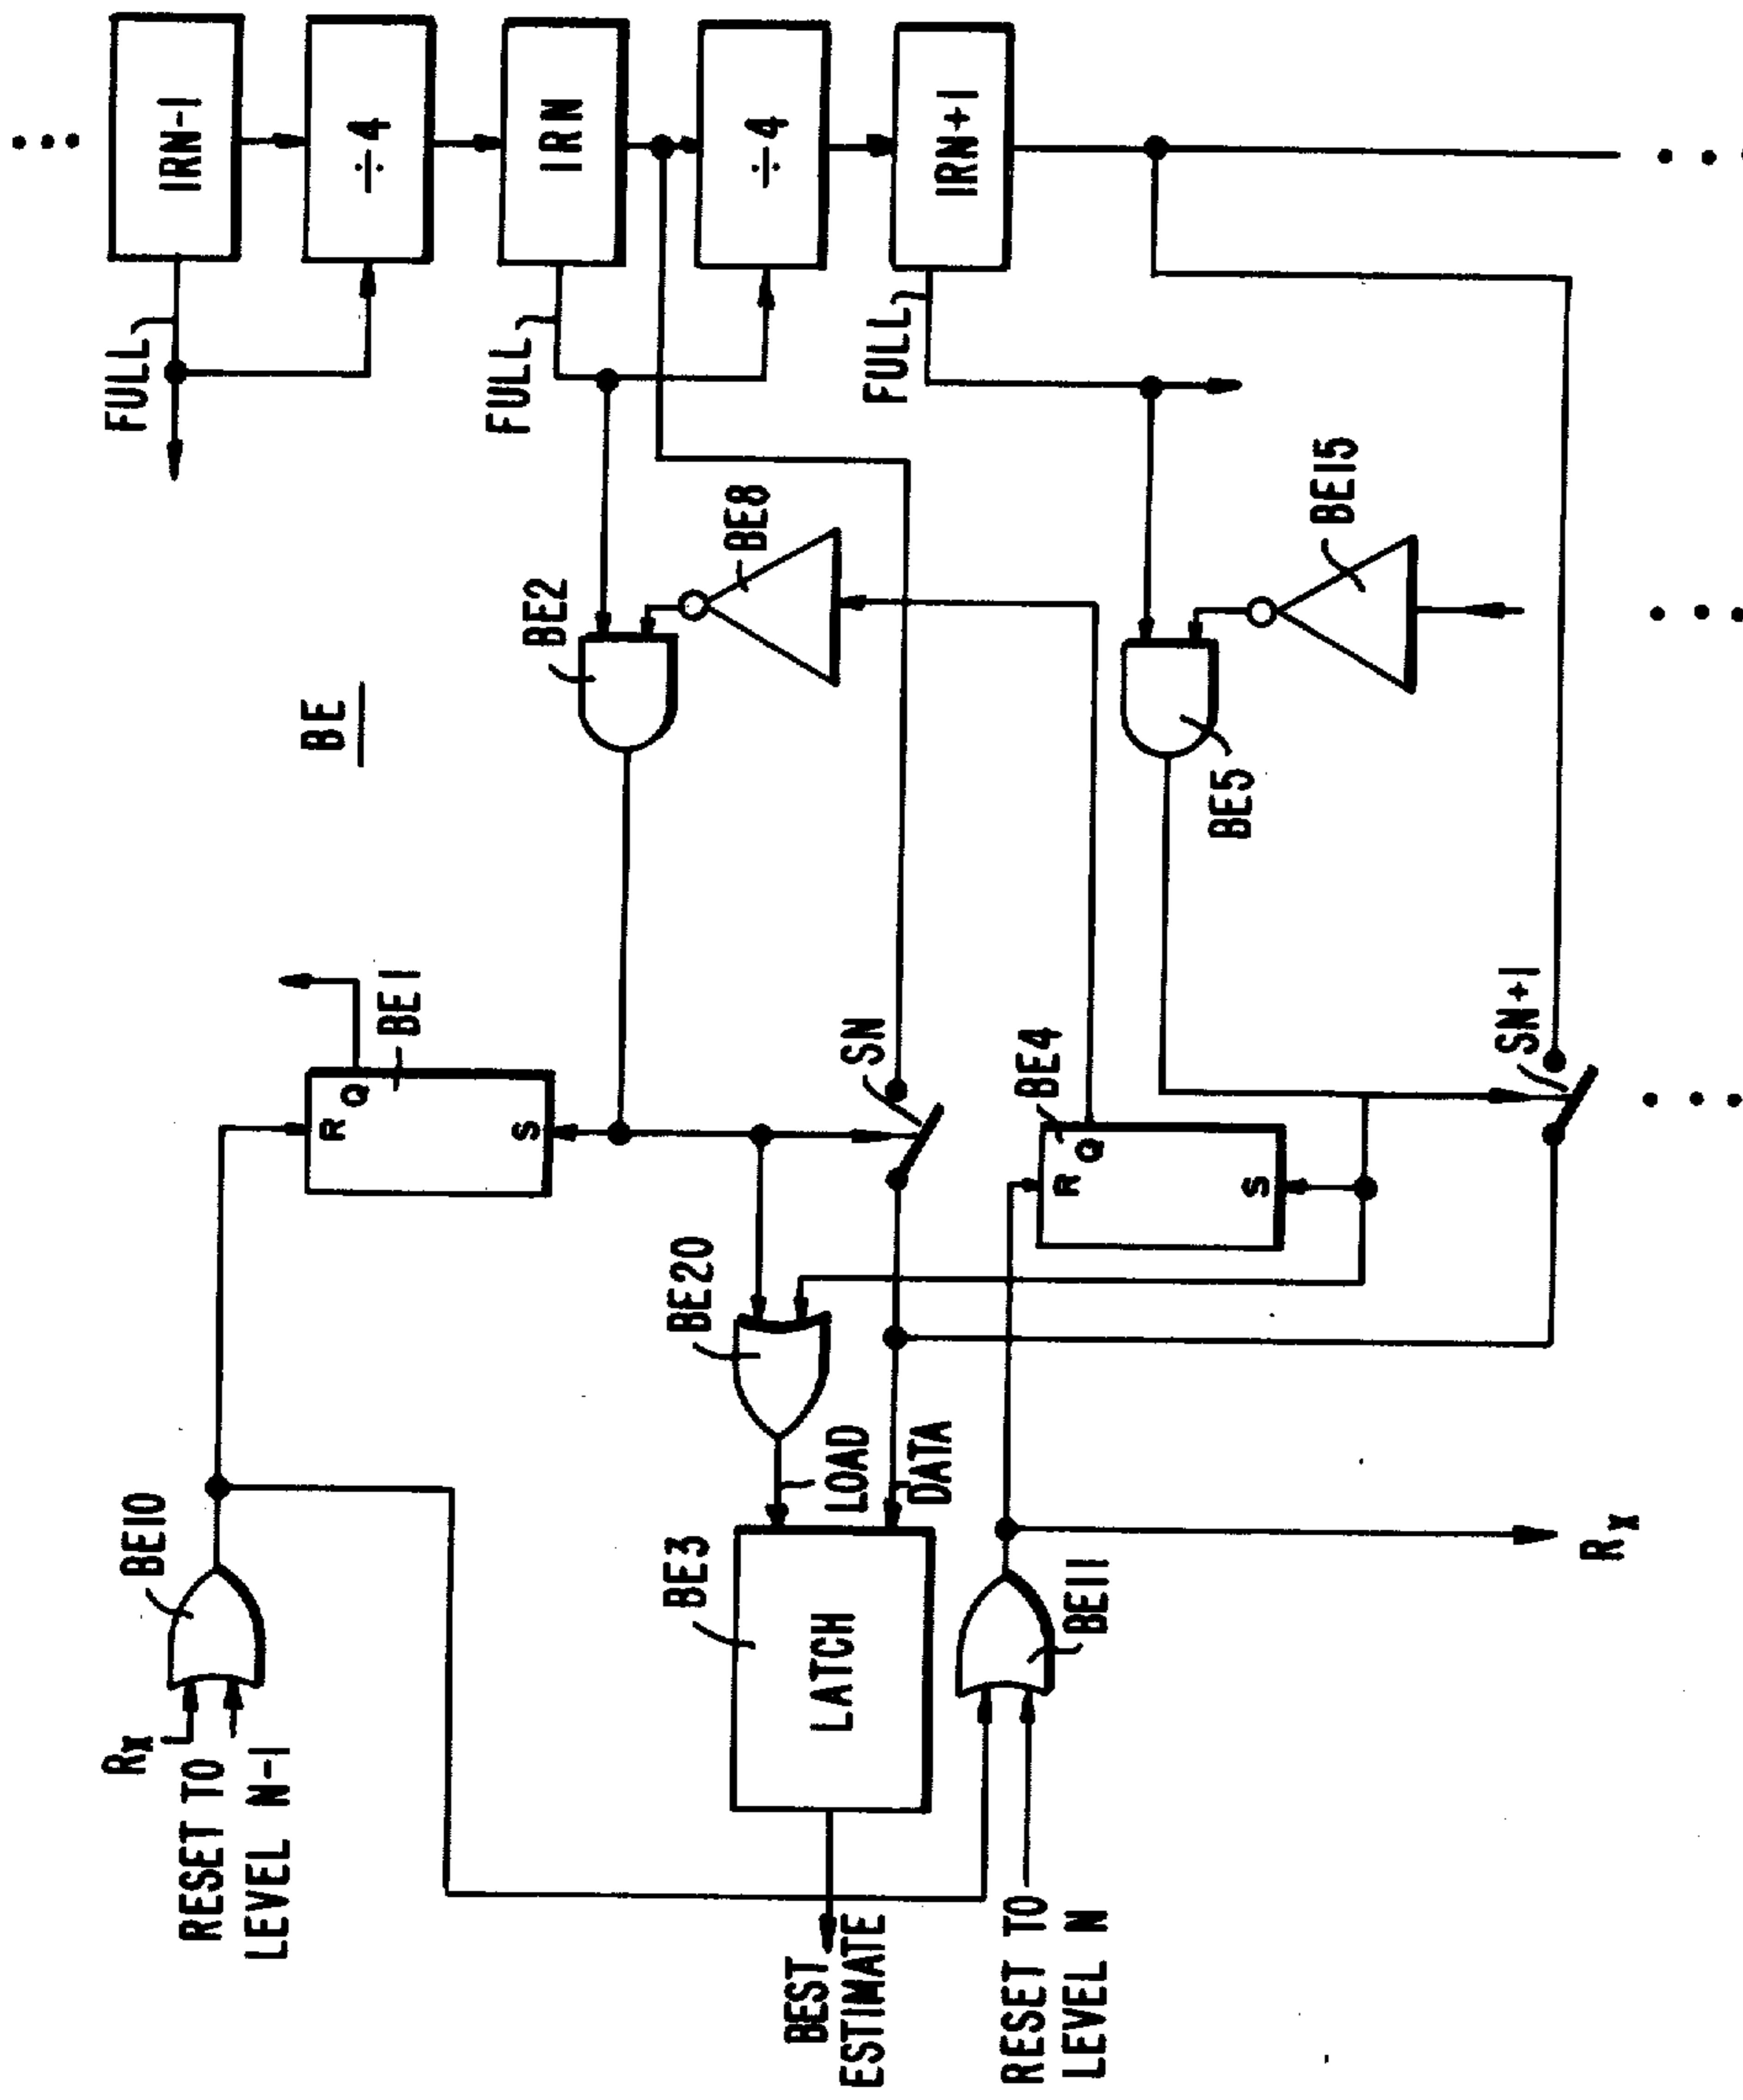 IRN-1
÷4
IRN
÷4
IRN+1
FULL
FULL
FULL
BE
BE2
BE8
BE5
BE15
BE1
R
Q
S
SN
BE4
R
Q
S
SN+1
BE20
LOAD
DATA
BE10
BE3
LATCH
BE11
Rx
RESET TO
LEVEL N-1
BEST
ESTIMATE
RESET TO
LEVEL N
Rx